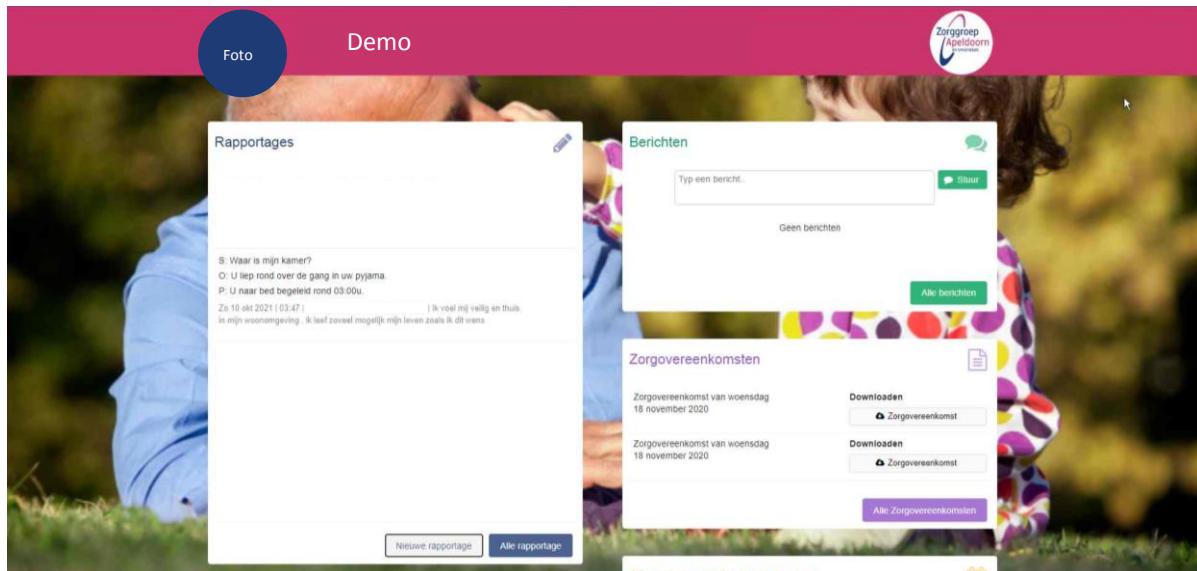 Foto
Demo
Zorggroep
Apeldoorn
Rapportages
S: Waar is mijn kamer?
O: U liep rond over de gang in uw pyjama.
P: U naar bed begeleid rond 03:00u.
Zo 10 okt 2021 | 03:47 | | Ik voel mij veilig en thuis
in mijn woonomgeving . Ik leef zoveel mogelijk mijn leven zoals ik dit wens
Nieuwe rapportage
Alle rapportage
Berichten
Typ een bericht..
Stuur
Geen berichten
Alle berichten
Zorgovereenkomsten
Zorgovereenkomst van woensdag
18 november 2020
Downloaden
Zorgovereenkomst
Zorgovereenkomst van woensdag
18 november 2020
Downloaden
Zorgovereenkomst
Alle Zorgovereenkomsten